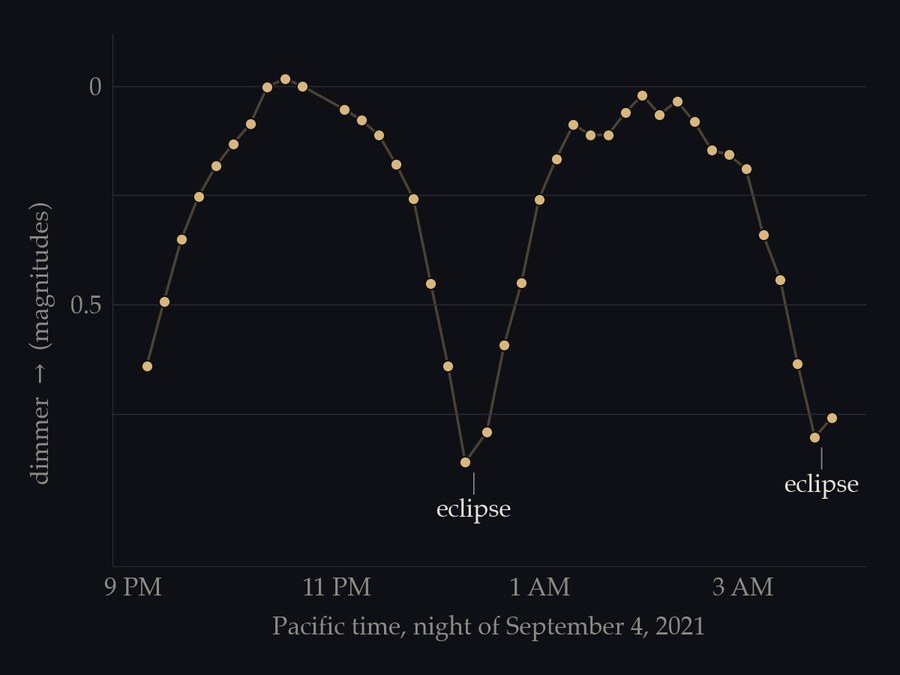 0
0.5
dimmer → (magnitudes)
eclipse
eclipse
9 PM 11 PM 1 AM 3 AM
Pacific time, night of September 4, 2021